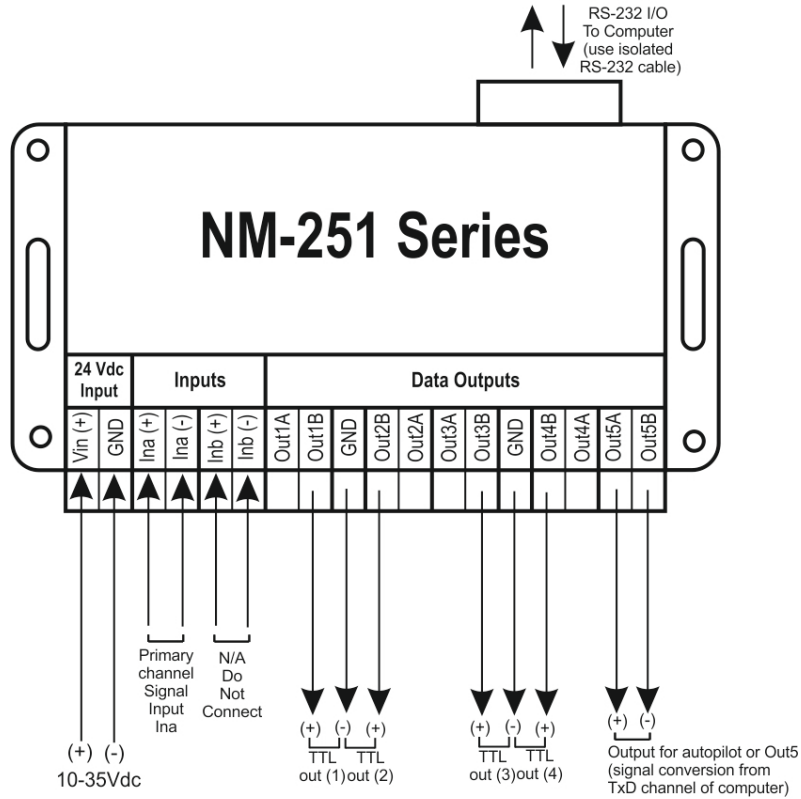 RS-232 I/O
To Computer
(use isolated
RS-232 cable)
NM-251 Series
24 Vdc
Input
Inputs
Data Outputs
Vin (+)
GND
Ina (+)
Ina (-)
Inb (+)
Inb (-)
Out1A
Out1B
GND
Out2B
Out2A
Out3A
Out3B
GND
Out4B
Out4A
Out5A
Out5B
Primary
channel
Signal
Input
Ina
N/A
Do
Not
Connect
(+) (-)
10-35Vdc
(+) (-) (+)
TTL TTL
out (1) out (2)
(+) (-) (+)
TTL TTL
out (3) out (4)
(+) (-)
Output for autopilot or Out5
(signal conversion from
TxD channel of computer)